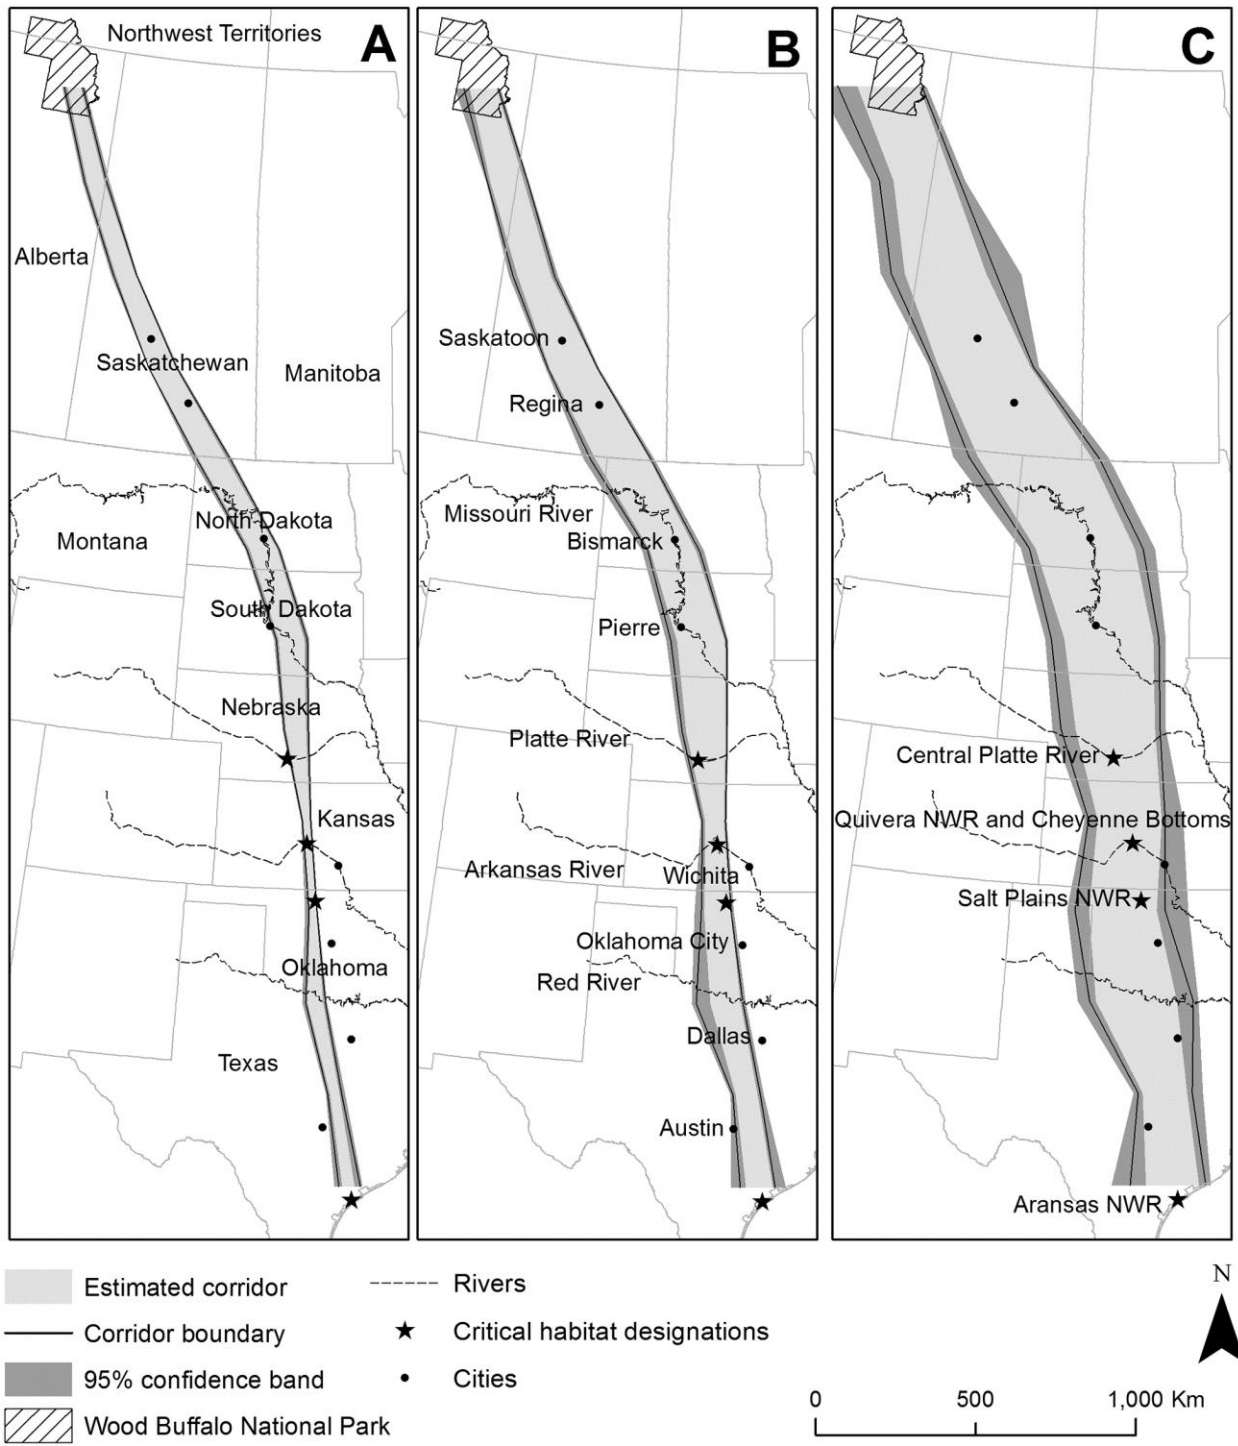 Northwest Territories
A
Alberta
Saskatchewan
Manitoba
North Dakota
Montana
South Dakota
Nebraska
Kansas
Oklahoma
Texas
B
Saskatoon
Regina
Missouri River
Bismarck
Pierre
Platte River
Arkansas River
Wichita
Oklahoma City
Red River
Dallas
Austin
C
Central Platte River
Quivera NWR and Cheyenne Bottoms
Salt Plains NWR
Aransas NWR
Estimated corridor
Corridor boundary
95% confidence band
Wood Buffalo National Park
Rivers
Critical habitat designations
Cities
N
0 500 1,000 Km